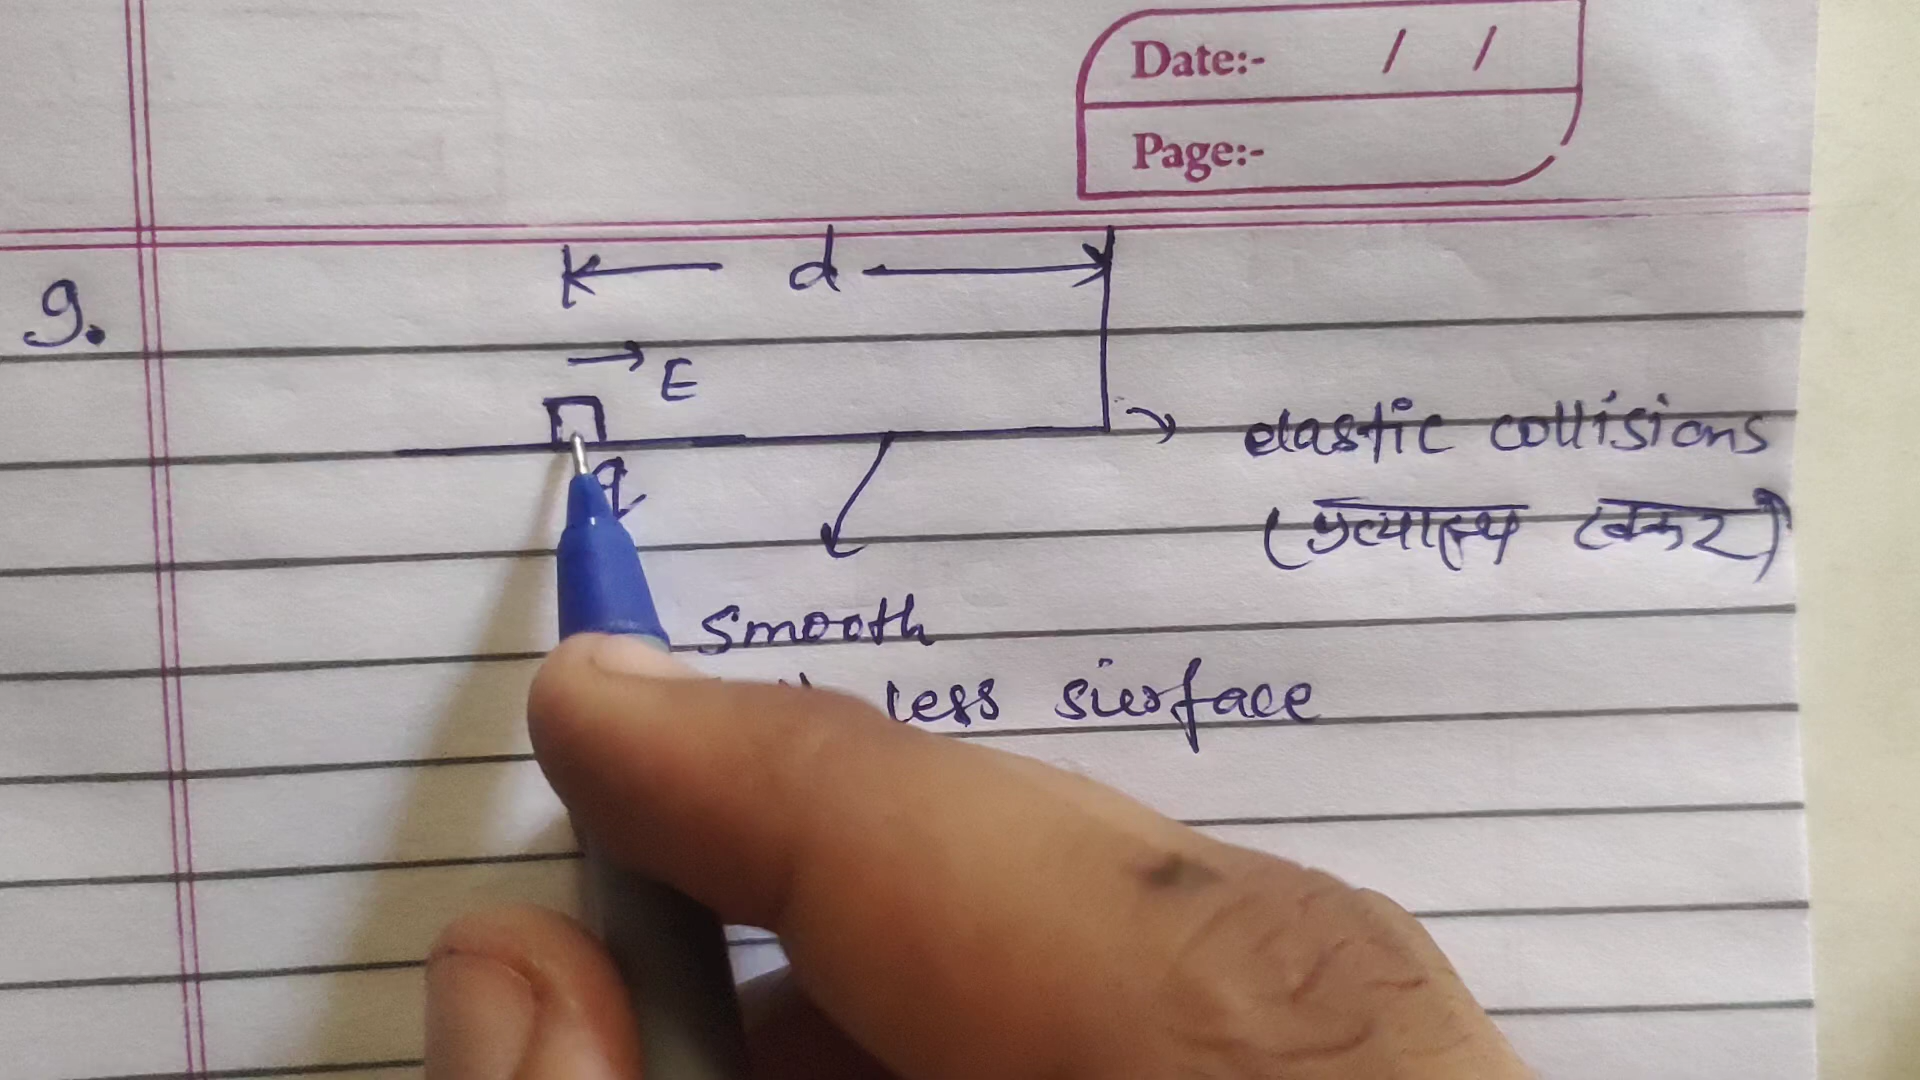 Date:- / /
Page:-
9.
d
E
q
elastic collisions
(प्रत्यास्थ टक्कर)
smooth
less surface